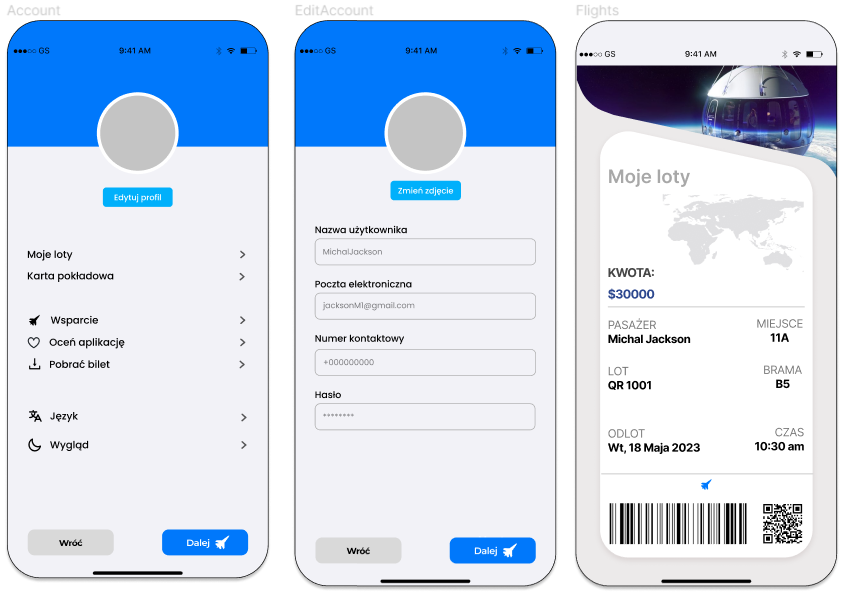 Account
GS 9:41 AM
Edytuj profil
Moje loty
Karta pokładowa
Wsparcie
Oceń aplikację
Pobrać bilet
Język
Wygląd
Wróć Dalej
EditAccount
GS 9:41 AM
Zmień zdjęcie
Nazwa użytkownika
MichalJackson
Poczta elektroniczna
jacksonM1@gmail.com
Numer kontaktowy
+000000000
Hasło
********
Wróć Dalej
Flights
GS 9:41 AM
Moje loty
KWOTA:
$30000
PASAŻER MIEJSCE
Michal Jackson 11A
LOT BRAMA
QR 1001 B5
ODLOT CZAS
Wt, 18 Maja 2023 10:30 am